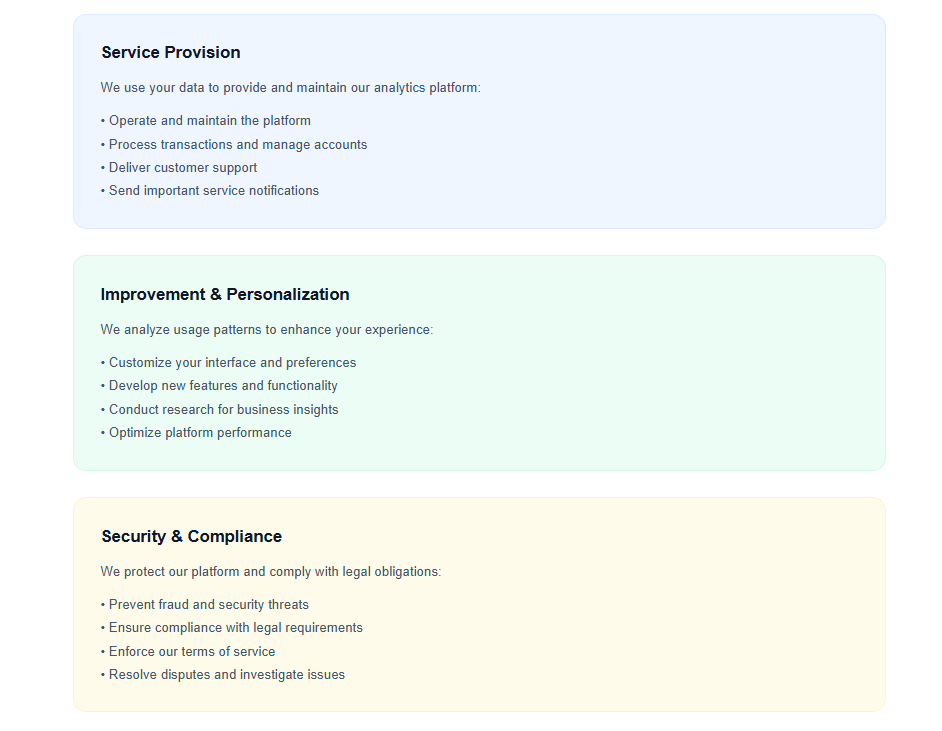 Service Provision
We use your data to provide and maintain our analytics platform:
• Operate and maintain the platform
• Process transactions and manage accounts
• Deliver customer support
• Send important service notifications
Improvement & Personalization
We analyze usage patterns to enhance your experience:
• Customize your interface and preferences
• Develop new features and functionality
• Conduct research for business insights
• Optimize platform performance
Security & Compliance
We protect our platform and comply with legal obligations:
• Prevent fraud and security threats
• Ensure compliance with legal requirements
• Enforce our terms of service
• Resolve disputes and investigate issues